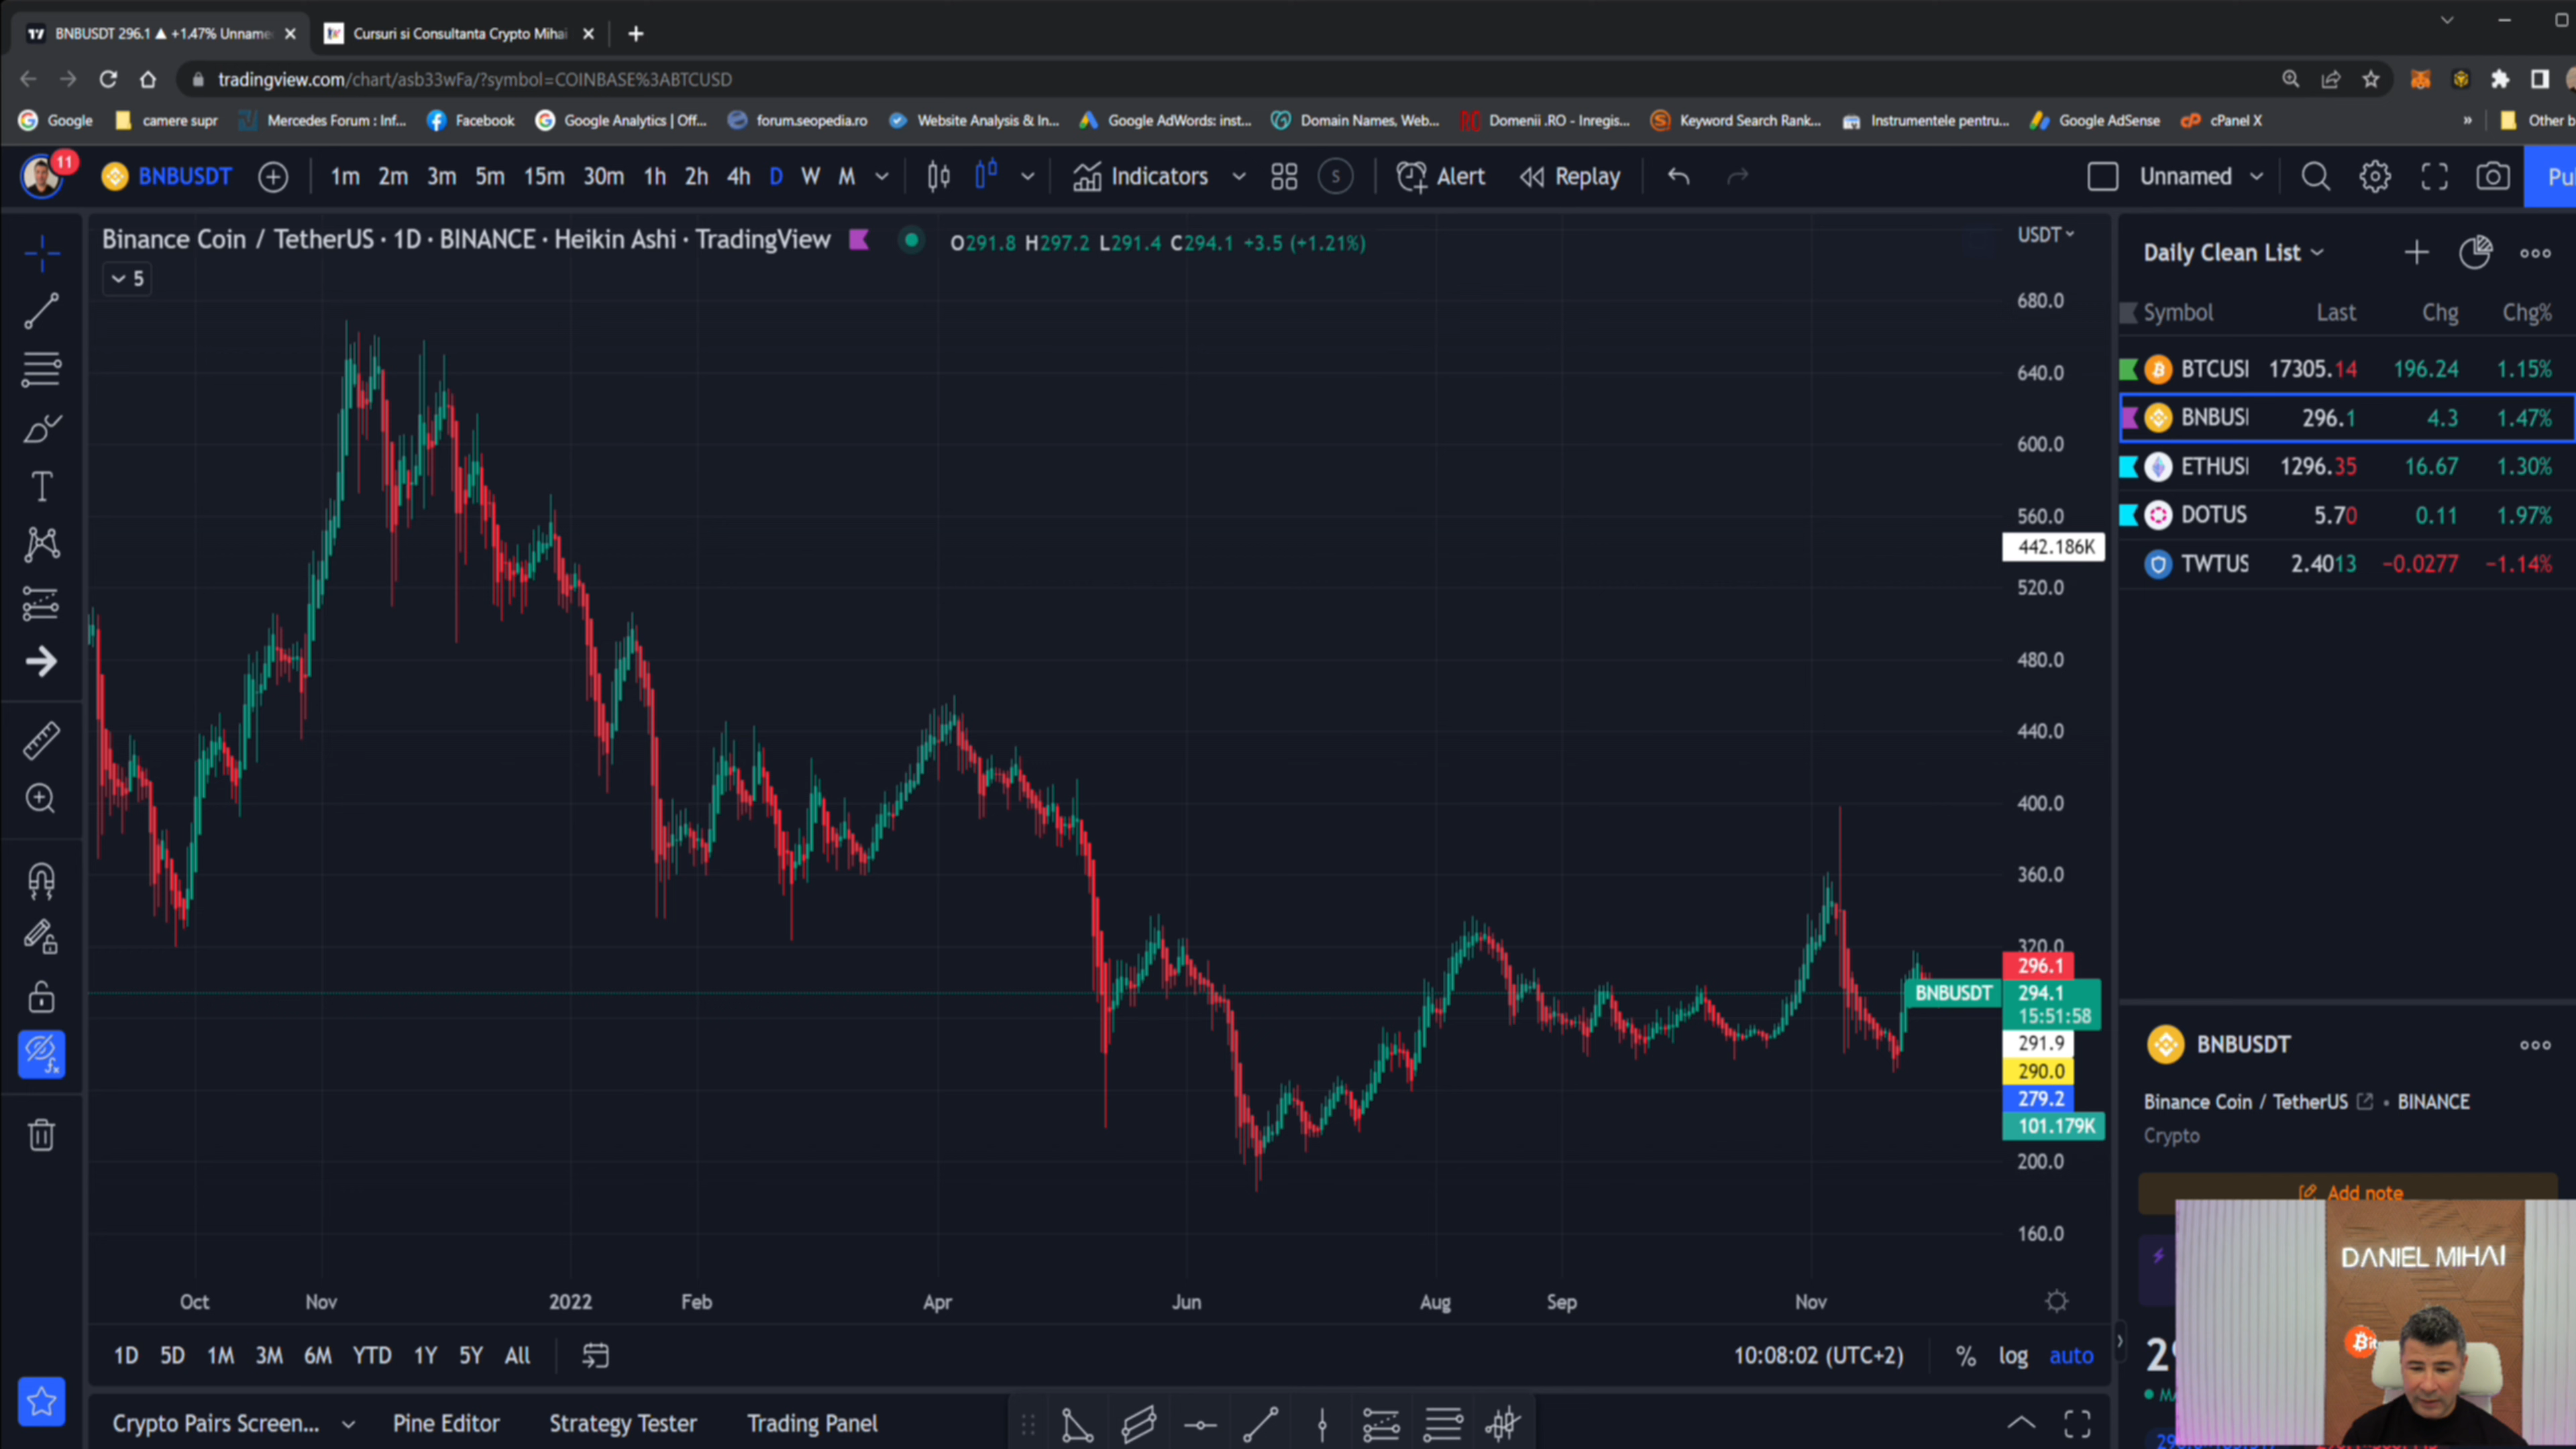 BNBUSDT 296.1 ▲ +1.47% Unname
Cursuri si Consultanta Crypto Mihai
tradingview.com/chart/asb33wFa/?symbol=COINBASE%3ABTCUSD
Google
camere supr
Mercedes Forum : Inf...
Facebook
Google Analytics | Off...
forum.seopedia.ro
Website Analysis & In...
Google AdWords: inst...
Domain Names, Web...
Domenii .RO - Inregis...
Keyword Search Rank...
Instrumentele pentru...
Google AdSense
cPanel X
»
Other b
11
BNBUSDT
1m 2m 3m 5m 15m 30m 1h 2h 4h D W M
Indicators
S
Alert
Replay
Unnamed
Pul
Binance Coin / TetherUS · 1D · BINANCE · Heikin Ashi · TradingView
O291.8 H297.2 L291.4 C294.1 +3.5 (+1.21%)
5
USDT
680.0
640.0
600.0
560.0
442.186K
520.0
480.0
440.0
400.0
360.0
320.0
296.1
BNBUSDT 294.1
15:51:58
291.9
290.0
279.2
101.179K
200.0
160.0
Oct Nov 2022 Feb Apr Jun Aug Sep Nov
1D 5D 1M 3M 6M YTD 1Y 5Y All
10:08:02 (UTC+2)
% log auto
Crypto Pairs Screen...
Pine Editor
Strategy Tester
Trading Panel
Daily Clean List
Symbol Last Chg Chg%
BTCUS 17305.14 196.24 1.15%
BNBUS 296.1 4.3 1.47%
ETHUS 1296.35 16.67 1.30%
DOTUS 5.70 0.11 1.97%
TWTUS 2.4013 −0.0277 −1.14%
BNBUSDT
Binance Coin / TetherUS • BINANCE
Crypto
Add note
DANIEL MIHAI
Bit